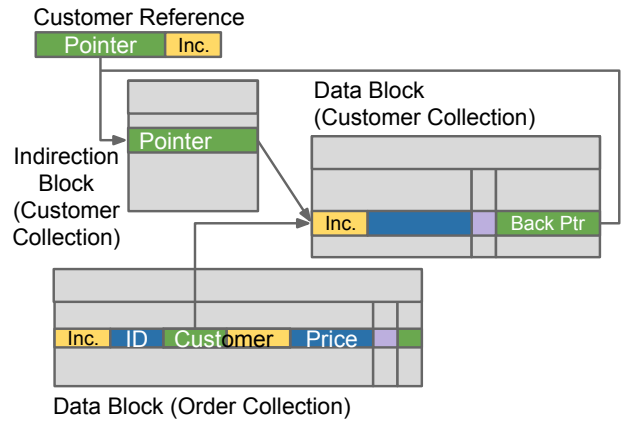 Customer Reference
Pointer Inc.
Data Block
(Customer Collection)
Pointer
Indirection
Block
(Customer
Collection)
Inc. Back Ptr
Inc. ID Customer Price
Data Block (Order Collection)